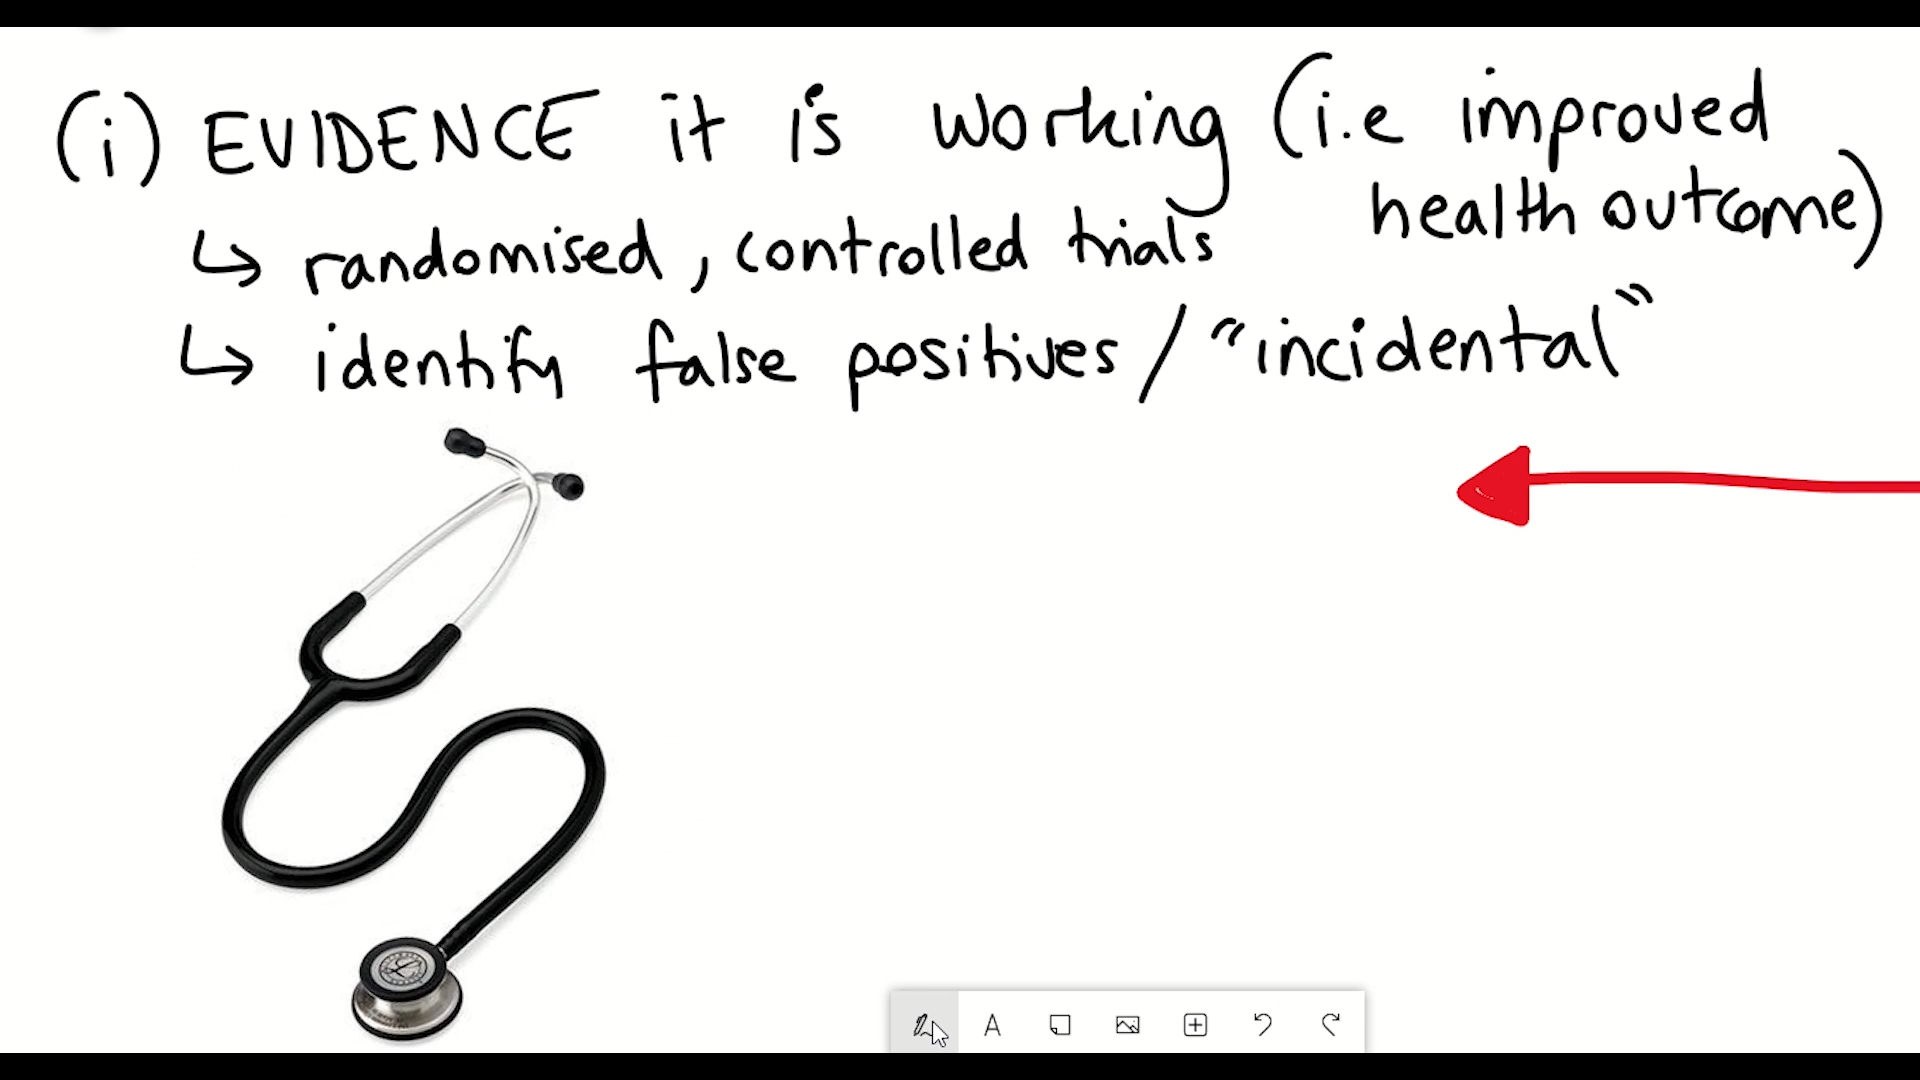 (i) EVIDENCE it is working (i.e improved
health outcome)
↳ randomised, controlled trials
↳ identify false positives / "incidental"
A